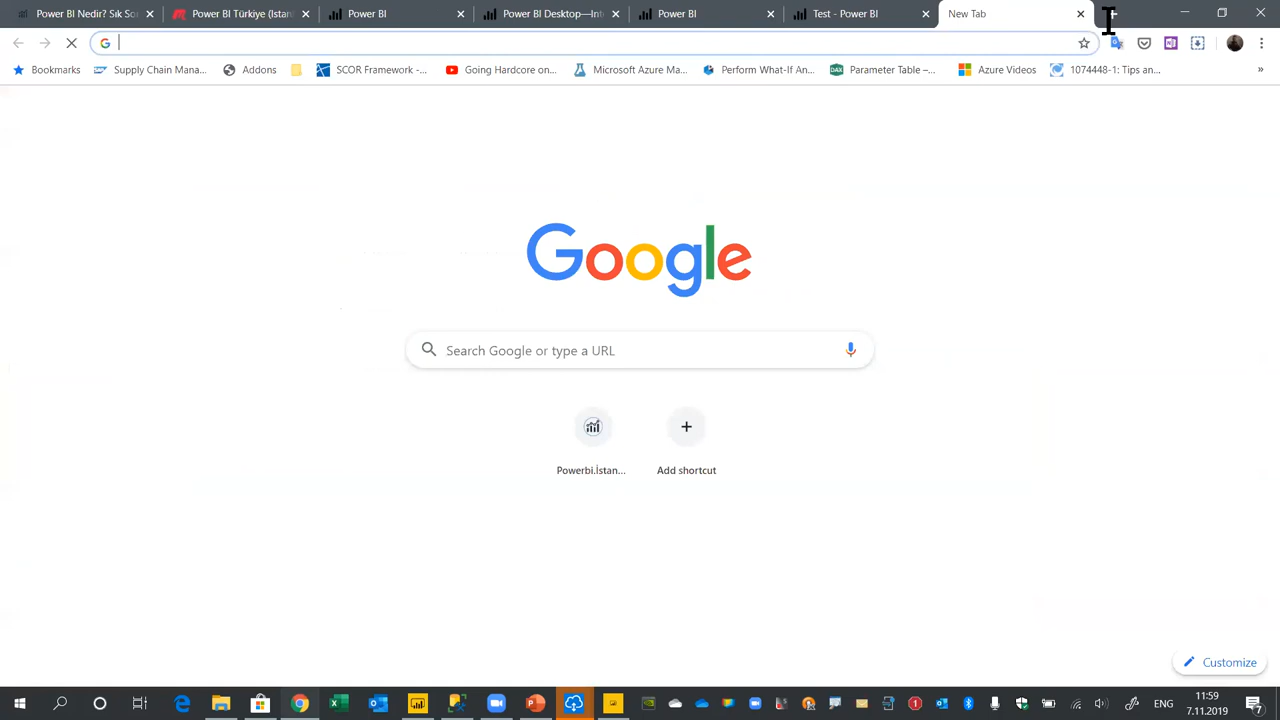 Power BI Nedir? Sık So
Power BI Türkiye (İstan
Power BI
Power BI Desktop—Inte
Power BI
Test - Power BI
New Tab
Bookmarks
Supply Chain Mana...
Addons
SCOR Framework -...
Going Hardcore on...
Microsoft Azure Ma...
Perform What-If An...
DAX
Parameter Table –...
Azure Videos
1074448-1: Tips an...
»
Google
Search Google or type a URL
Powerbi.İstan...
Add shortcut
Customize
ENG
11:59
7.11.2019